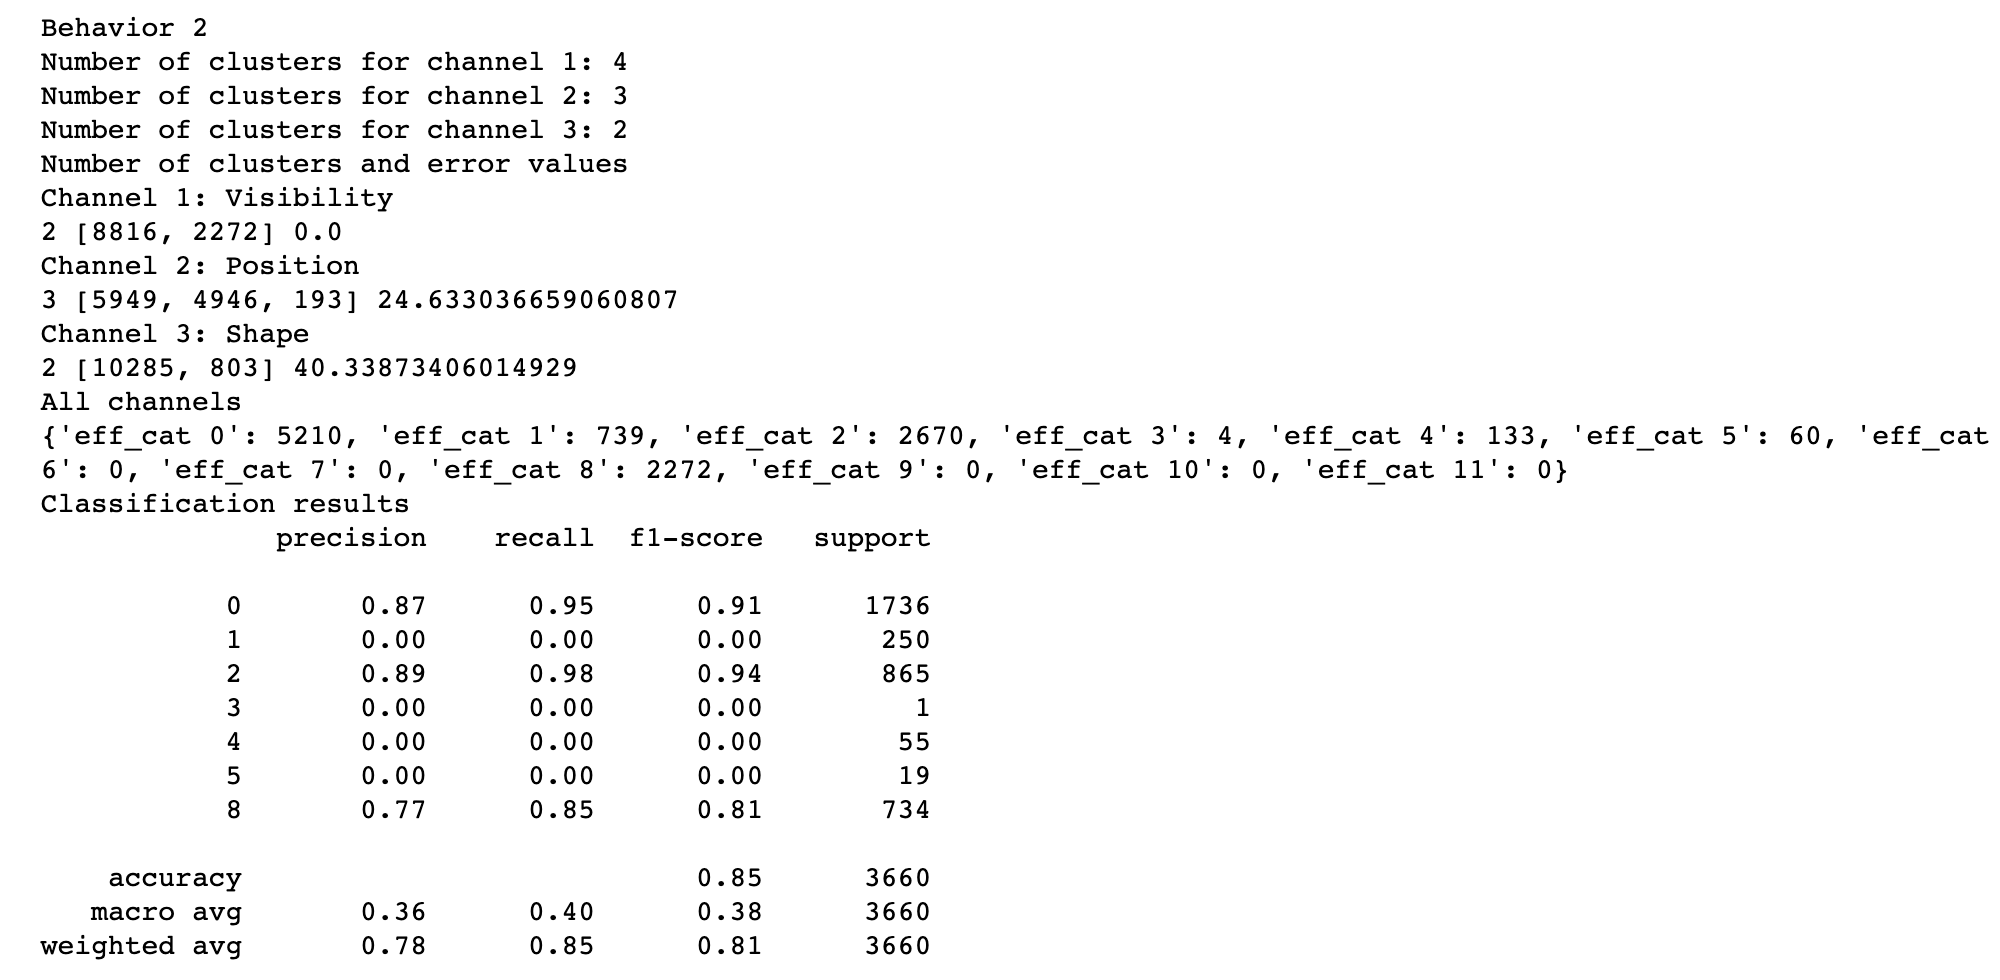 Behavior 2
Number of clusters for channel 1: 4
Number of clusters for channel 2: 3
Number of clusters for channel 3: 2
Number of clusters and error values
Channel 1: Visibility
2 [8816, 2272] 0.0
Channel 2: Position
3 [5949, 4946, 193] 24.633036659060807
Channel 3: Shape
2 [10285, 803] 40.33873406014929
All channels
{'eff_cat 0': 5210, 'eff_cat 1': 739, 'eff_cat 2': 2670, 'eff_cat 3': 4, 'eff_cat 4': 133, 'eff_cat 5': 60, 'eff_cat
6': 0, 'eff_cat 7': 0, 'eff_cat 8': 2272, 'eff_cat 9': 0, 'eff_cat 10': 0, 'eff_cat 11': 0}
Classification results
precision recall f1-score support
0 0.87 0.95 0.91 1736
1 0.00 0.00 0.00 250
2 0.89 0.98 0.94 865
3 0.00 0.00 0.00 1
4 0.00 0.00 0.00 55
5 0.00 0.00 0.00 19
8 0.77 0.85 0.81 734
accuracy 0.85 3660
macro avg 0.36 0.40 0.38 3660
weighted avg 0.78 0.85 0.81 3660